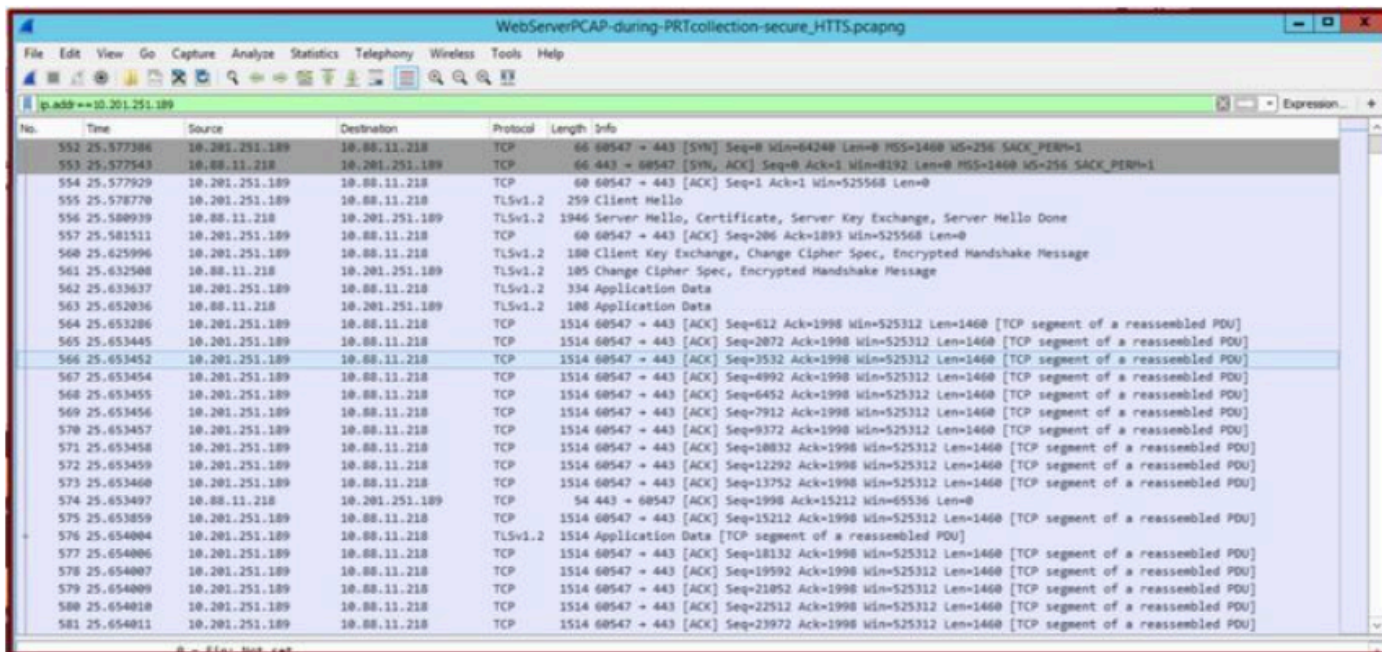 WebServerPCAP-during-PRTcollection-secure_HTTS.pcapng
File Edit View Go Capture Analyze Statistics Telephony Wireless Tools Help
ip.addr==10.201.251.189 Expression... +
No. Time Source Destination Protocol Length Info
552 25.577386 10.201.251.189 10.88.11.218 TCP 66 60547 → 443 [SYN] Seq=0 Win=64240 Len=0 MSS=1460 WS=256 SACK_PERM=1
553 25.577543 10.88.11.218 10.201.251.189 TCP 66 443 → 60547 [SYN, ACK] Seq=0 Ack=1 Win=8192 Len=0 MSS=1460 WS=256 SACK_PERM=1
554 25.577929 10.201.251.189 10.88.11.218 TCP 60 60547 → 443 [ACK] Seq=1 Ack=1 Win=525568 Len=0
555 25.578770 10.201.251.189 10.88.11.218 TLSv1.2 259 Client Hello
556 25.580939 10.88.11.218 10.201.251.189 TLSv1.2 1946 Server Hello, Certificate, Server Key Exchange, Server Hello Done
557 25.581511 10.201.251.189 10.88.11.218 TCP 60 60547 → 443 [ACK] Seq=206 Ack=1893 Win=525568 Len=0
560 25.625996 10.201.251.189 10.88.11.218 TLSv1.2 180 Client Key Exchange, Change Cipher Spec, Encrypted Handshake Message
561 25.632508 10.88.11.218 10.201.251.189 TLSv1.2 105 Change Cipher Spec, Encrypted Handshake Message
562 25.633637 10.201.251.189 10.88.11.218 TLSv1.2 334 Application Data
563 25.652036 10.88.11.218 10.201.251.189 TLSv1.2 108 Application Data
564 25.653286 10.201.251.189 10.88.11.218 TCP 1514 60547 → 443 [ACK] Seq=612 Ack=1998 Win=525312 Len=1460 [TCP segment of a reassembled PDU]
565 25.653445 10.201.251.189 10.88.11.218 TCP 1514 60547 → 443 [ACK] Seq=2072 Ack=1998 Win=525312 Len=1460 [TCP segment of a reassembled PDU]
566 25.653452 10.201.251.189 10.88.11.218 TCP 1514 60547 → 443 [ACK] Seq=3532 Ack=1998 Win=525312 Len=1460 [TCP segment of a reassembled PDU]
567 25.653454 10.201.251.189 10.88.11.218 TCP 1514 60547 → 443 [ACK] Seq=4992 Ack=1998 Win=525312 Len=1460 [TCP segment of a reassembled PDU]
568 25.653455 10.201.251.189 10.88.11.218 TCP 1514 60547 → 443 [ACK] Seq=6452 Ack=1998 Win=525312 Len=1460 [TCP segment of a reassembled PDU]
569 25.653456 10.201.251.189 10.88.11.218 TCP 1514 60547 → 443 [ACK] Seq=7912 Ack=1998 Win=525312 Len=1460 [TCP segment of a reassembled PDU]
570 25.653457 10.201.251.189 10.88.11.218 TCP 1514 60547 → 443 [ACK] Seq=9372 Ack=1998 Win=525312 Len=1460 [TCP segment of a reassembled PDU]
571 25.653458 10.201.251.189 10.88.11.218 TCP 1514 60547 → 443 [ACK] Seq=10832 Ack=1998 Win=525312 Len=1460 [TCP segment of a reassembled PDU]
572 25.653459 10.201.251.189 10.88.11.218 TCP 1514 60547 → 443 [ACK] Seq=12292 Ack=1998 Win=525312 Len=1460 [TCP segment of a reassembled PDU]
573 25.653460 10.201.251.189 10.88.11.218 TCP 1514 60547 → 443 [ACK] Seq=13752 Ack=1998 Win=525312 Len=1460 [TCP segment of a reassembled PDU]
574 25.653497 10.88.11.218 10.201.251.189 TCP 54 443 → 60547 [ACK] Seq=1998 Ack=15212 Win=65536 Len=0
575 25.653859 10.201.251.189 10.88.11.218 TCP 1514 60547 → 443 [ACK] Seq=15212 Ack=1998 Win=525312 Len=1460 [TCP segment of a reassembled PDU]
576 25.654004 10.201.251.189 10.88.11.218 TLSv1.2 1514 Application Data [TCP segment of a reassembled PDU]
577 25.654006 10.201.251.189 10.88.11.218 TCP 1514 60547 → 443 [ACK] Seq=18132 Ack=1998 Win=525312 Len=1460 [TCP segment of a reassembled PDU]
578 25.654007 10.201.251.189 10.88.11.218 TCP 1514 60547 → 443 [ACK] Seq=19592 Ack=1998 Win=525312 Len=1460 [TCP segment of a reassembled PDU]
579 25.654009 10.201.251.189 10.88.11.218 TCP 1514 60547 → 443 [ACK] Seq=21052 Ack=1998 Win=525312 Len=1460 [TCP segment of a reassembled PDU]
580 25.654010 10.201.251.189 10.88.11.218 TCP 1514 60547 → 443 [ACK] Seq=22512 Ack=1998 Win=525312 Len=1460 [TCP segment of a reassembled PDU]
581 25.654011 10.201.251.189 10.88.11.218 TCP 1514 60547 → 443 [ACK] Seq=23972 Ack=1998 Win=525312 Len=1460 [TCP segment of a reassembled PDU]